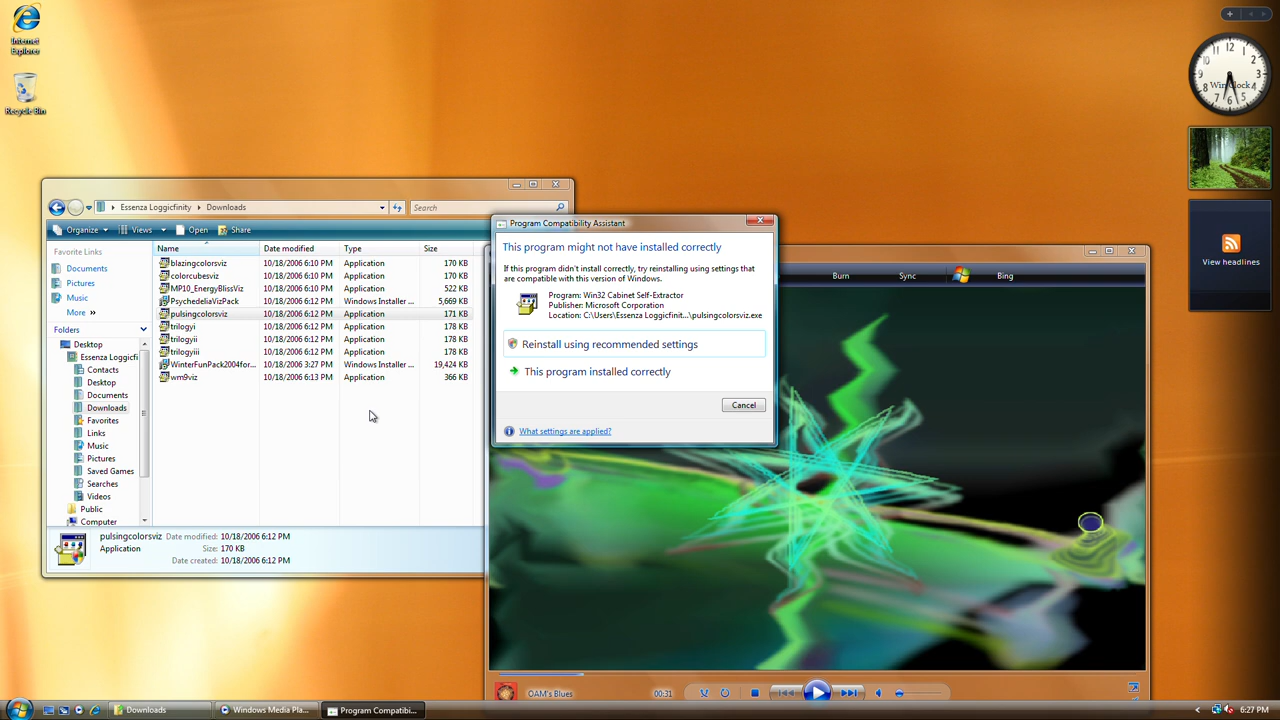 Internet
Explorer
Recycle Bin
12
Win Clock
View headlines
Essenza Loggicfinity
Downloads
Search
Organize
Views
Open
Share
Favorite Links
Documents
Pictures
Music
More »
Folders
Desktop
Essenza Loggicfi
Contacts
Desktop
Documents
Downloads
Favorites
Links
Music
Pictures
Saved Games
Searches
Videos
Public
Computer
Name Date modified Type Size
blazingcolorsviz 10/18/2006 6:10 PM Application 170 KB
colorcubesviz 10/18/2006 6:10 PM Application 171 KB
MP10_EnergyBlissViz 10/18/2006 6:10 PM Application 522 KB
PsychedeliaVizPack 10/18/2006 6:12 PM Windows Installer ... 5,669 KB
pulsingcolorsviz 10/18/2006 6:12 PM Application 171 KB
trilogyi 10/18/2006 6:12 PM Application 178 KB
trilogyii 10/18/2006 6:12 PM Application 178 KB
trilogyiii 10/18/2006 6:12 PM Application 178 KB
WinterFunPack2004for... 10/18/2006 3:27 PM Windows Installer ... 19,424 KB
wm9viz 10/18/2006 6:13 PM Application 366 KB
pulsingcolorsviz Date modified: 10/18/2006 6:12 PM
Application Size: 170 KB
Date created: 10/18/2006 6:12 PM
Program Compatibility Assistant
This program might not have installed correctly
If this program didn't install correctly, try reinstalling using settings that
are compatible with this version of Windows.
Program: Win32 Cabinet Self-Extractor
Publisher: Microsoft Corporation
Location: C:\Users\Essenza Loggicfinit...\pulsingcolorsviz.exe
Reinstall using recommended settings
This program installed correctly
Cancel
What settings are applied?
Burn
Sync
Bing
OAM's Blues
00:31
Downloads
Windows Media Pla...
Program Compatibi...
6:27 PM